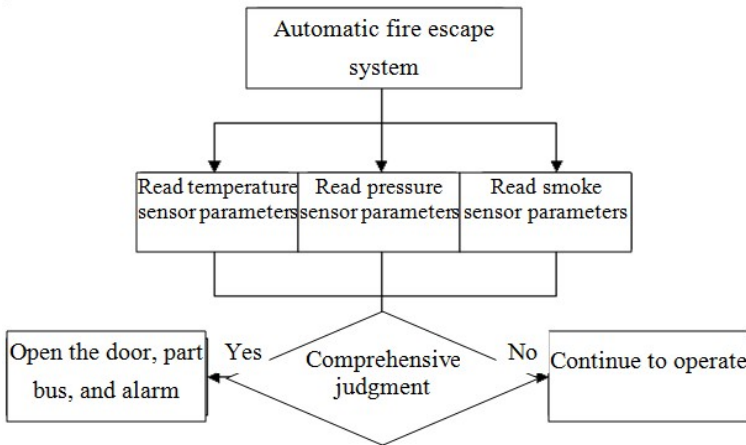 Automatic fire escape
system
Read temperature
sensor parameters
Read pressure
sensor parameters
Read smoke
sensor parameters
Open the door, part
bus, and alarm
Yes
Comprehensive
judgment
No
Continue to operate